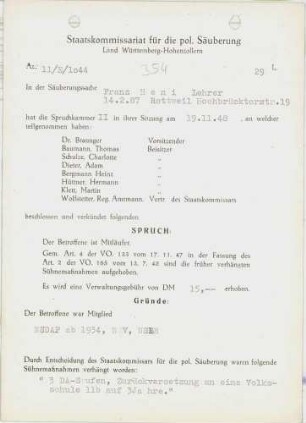 Staatskommissariat für die pol. Säuberung
Land Württemberg-Hohenzollern
Az. 11/S/1044
354
29 L.
In der Säuberungssache Franz Heni Lehrer
14.2.07 Rottweil Hochbrücktorstr.19
hat die Spruchkammer II in ihrer Sitzung am 19.11.48, an welcher
teilgenommen haben:
Dr. Vorsitzender
Baumann, Thomas Beisitzer
Schulze, Charlotte „
Dieter, Adam „
Bergmann Heinz „
Hüttner, Hermann „
Klett, Martin „
Wollstetter, Reg. Amtmann. Vertr. des Staatskommissars
beschlossen und verkündet folgenden
SPRUCH:
Der Betroffene ist Mitläufer.
Gem. Art. 4 der VO. 133 vom 17. 11. 47 in der Fassung des
Art. 3 der VO. 165 vom 13. 7. 48 sind die früher verhängten
Sühnemaßnahmen aufgehoben.
Es wird eine Verwaltungsgebühr von DM 15,— erhoben.
Gründe:
Der Betroffene war Mitglied
NSDAP ab 1934, NSV, NSLB
Durch Entscheidung des Staatskommissars für die pol. Säuberung waren folgende
Sühnemaßnahmen verhängt worden:
" 3 DA-Stufen, Zurückversetzung an eine Volks-
schule 11b auf 3 Jahre."